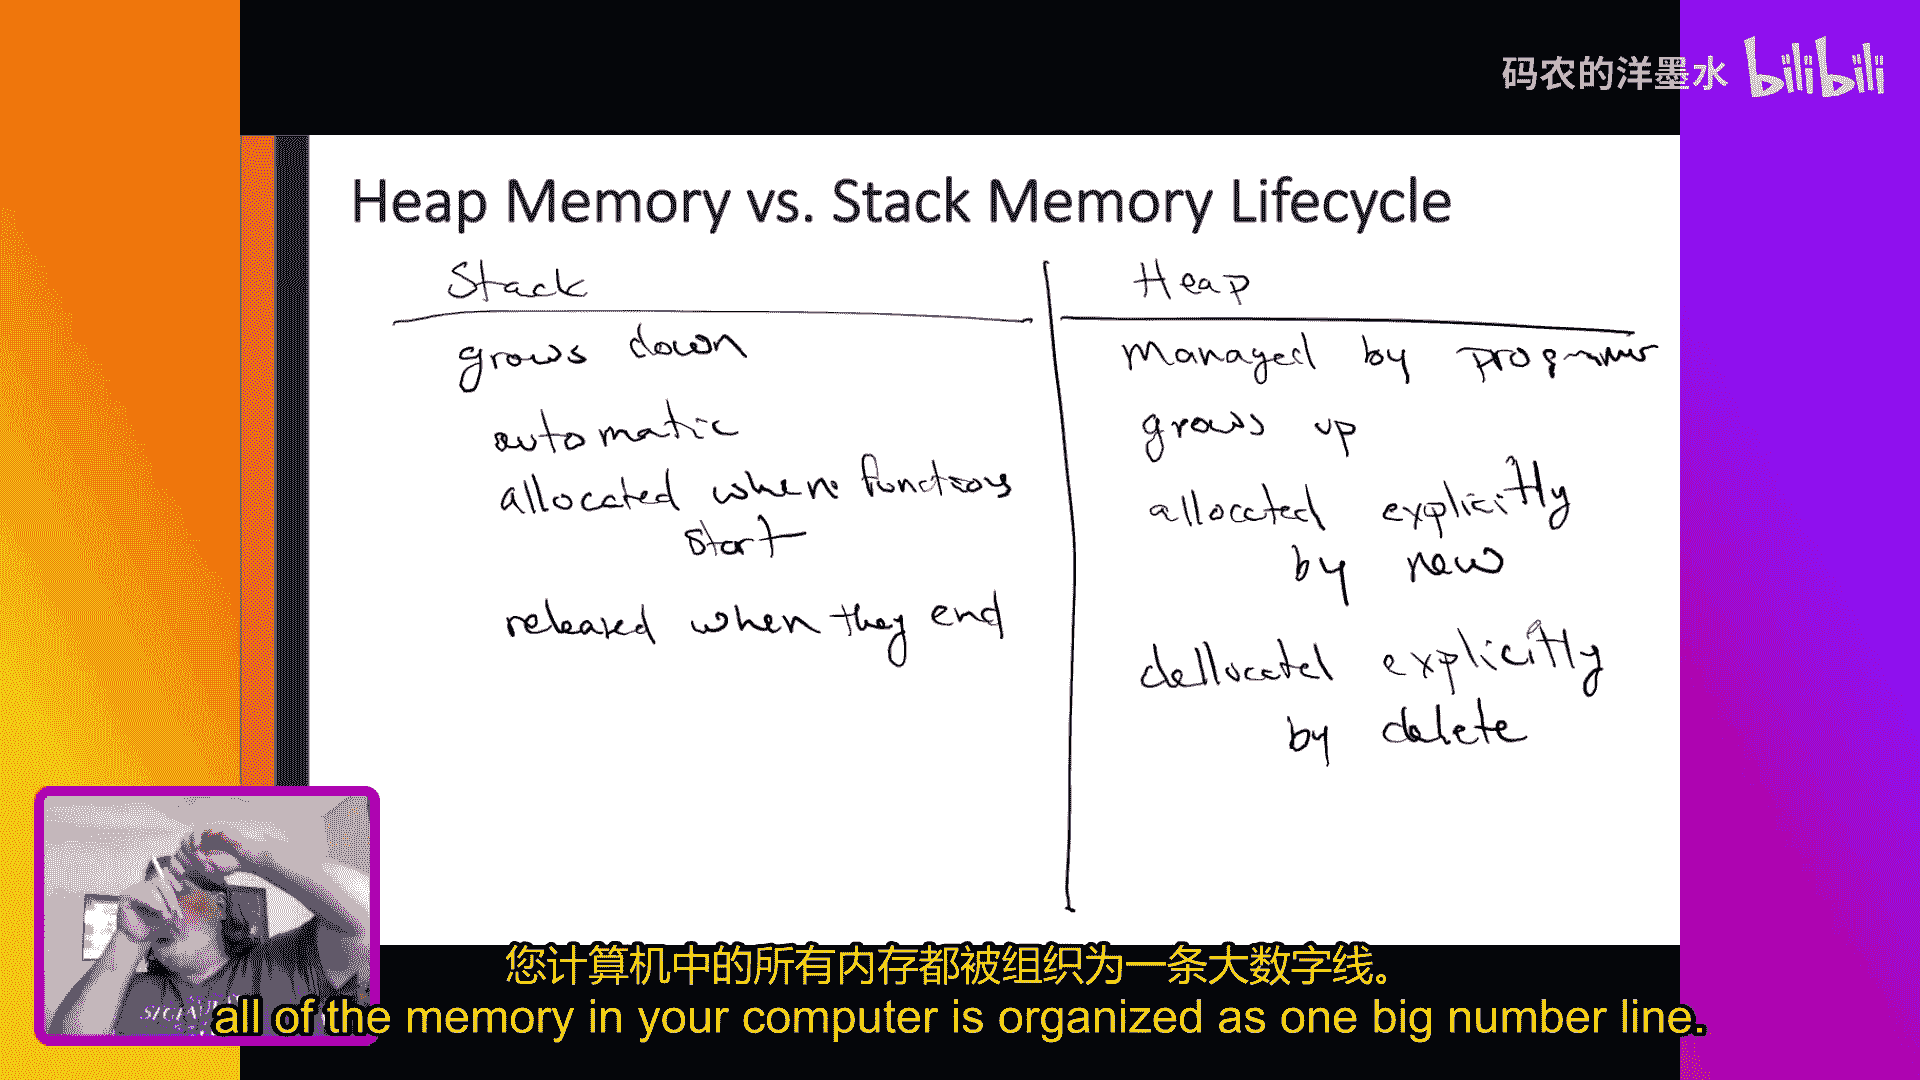 码农的洋墨水 bilibili
Heap Memory vs. Stack Memory Lifecycle
Stack
grows down
automatic
allocated when functions
start
released when they end
Heap
managed by
grows up
allocated explicitly
by new
dellocated explicitly
by delete
您计算机中的所有内存都被组织为一条大数字线。
all of the memory in your computer is organized as one big number line.